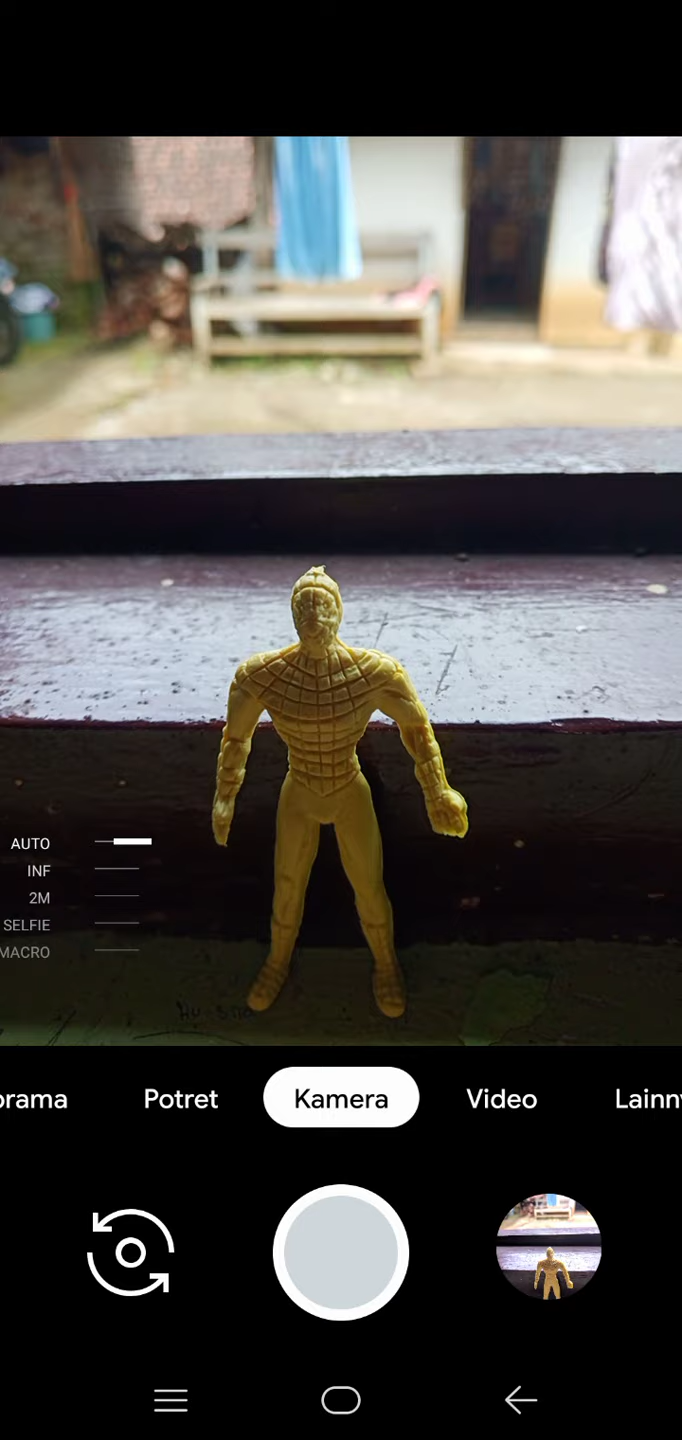 AUTO
INF
2M
SELFIE
MACRO
orama
Potret
Kamera
Video
Lainn